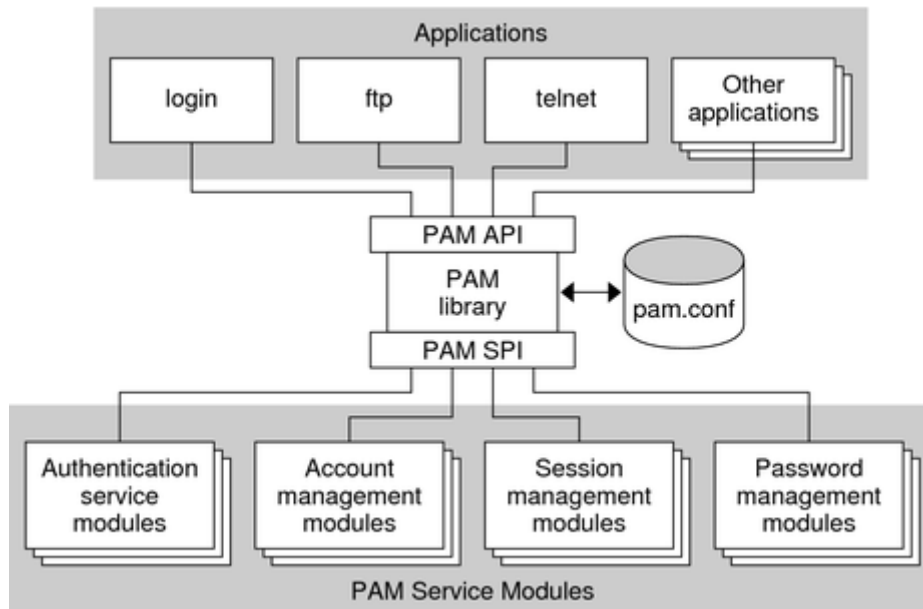 Applications
login
ftp
telnet
Other
applications
PAM API
PAM
library
pam.conf
PAM SPI
Authentication
service
modules
Account
management
modules
Session
management
modules
Password
management
modules
PAM Service Modules